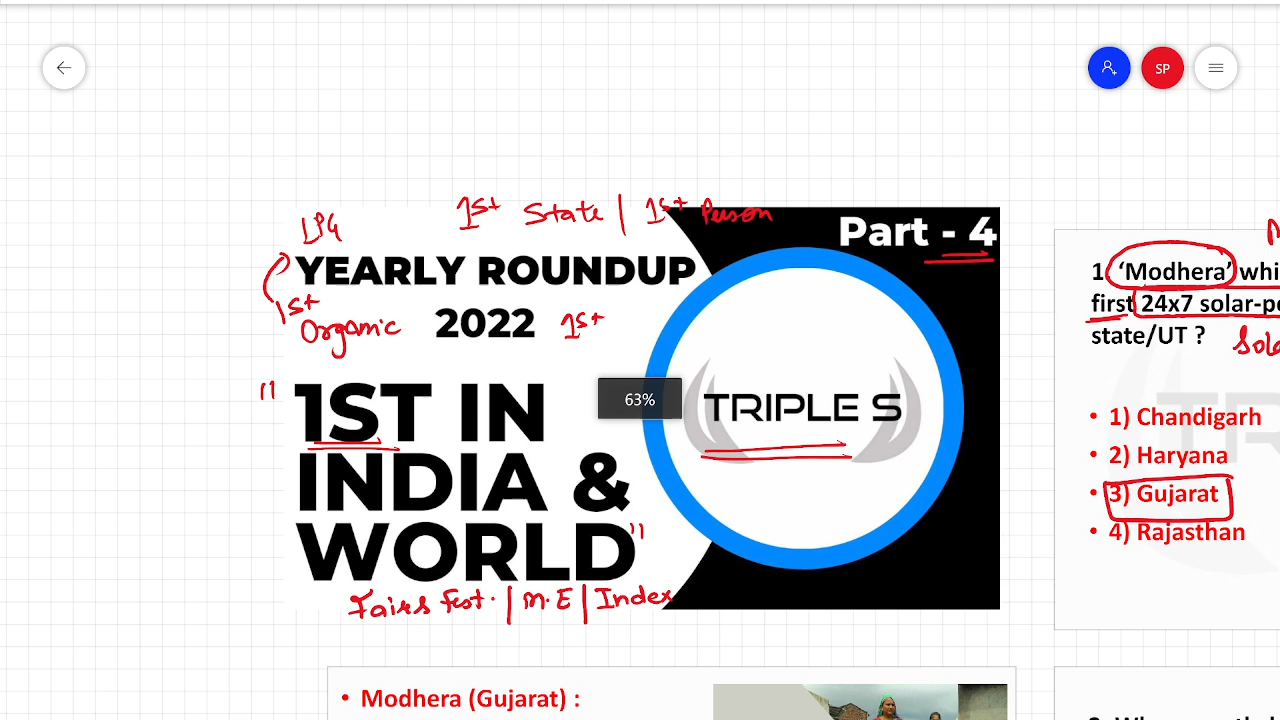 SP
1st State | 1st Person
LPG
Part - 4
YEARLY ROUNDUP
1st
Organic
2022 1st
"1ST IN
INDIA &
WORLD"
63%
TRIPLE S
Fairs Fest. | M.E | Index
1. 'Modhera' whi
first 24x7 solar-po
state/UT ?
Sola
• 1) Chandigarh
• 2) Haryana
• 3) Gujarat
• 4) Rajasthan
• Modhera (Gujarat) :